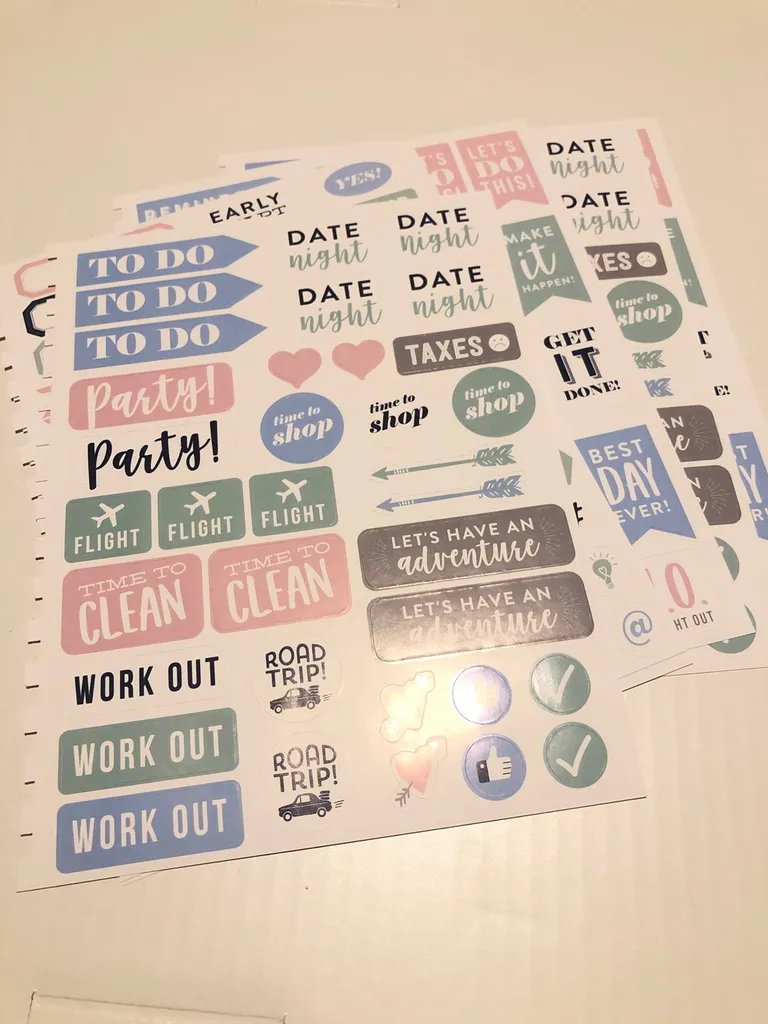 LET'S
DO
THIS!
DATE
night
YES!
EARLY
DATE
night
DATE
night
DATE
night
MAKE
it
HAPPEN!
TO DO
TO DO
TO DO
DATE
night
DATE
night
time to
shop
TAXES
GET
IT
DONE!
Party!
time to
shop
time to
shop
time to
shop
Party!
BEST
DAY
EVER!
FLIGHT
FLIGHT
FLIGHT
LET'S HAVE AN
adventure
TIME TO
CLEAN
TIME TO
CLEAN
LET'S HAVE AN
adventure
@
WORK OUT
ROAD
TRIP!
WORK OUT
ROAD
TRIP!
WORK OUT